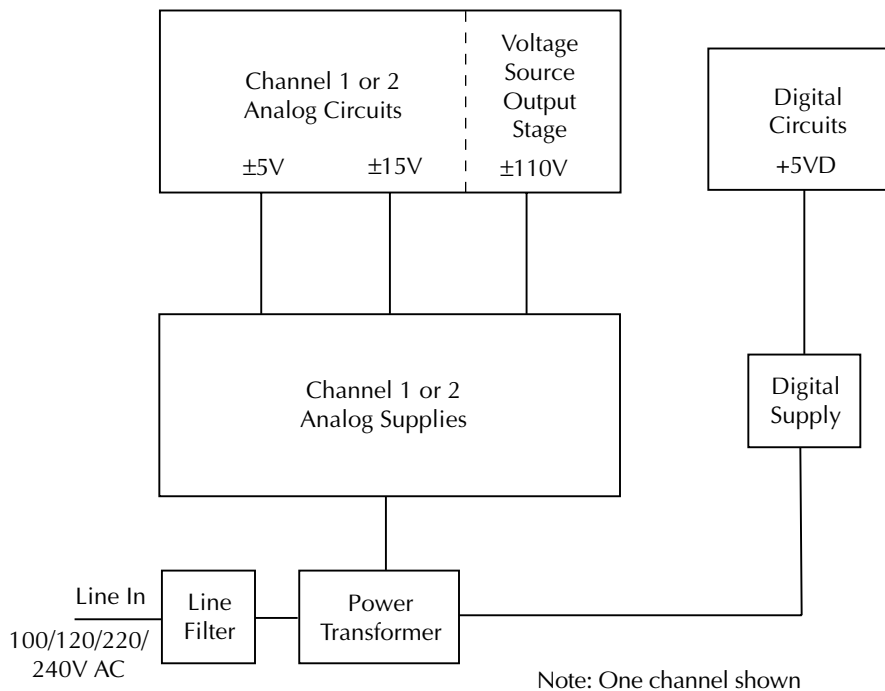 Channel 1 or 2
Analog Circuits
±5V
±15V
Voltage
Source
Output
Stage
±110V
Digital
Circuits
+5VD
Channel 1 or 2
Analog Supplies
Digital
Supply
Line In
100/120/220/
240V AC
Line
Filter
Power
Transformer
Note: One channel shown